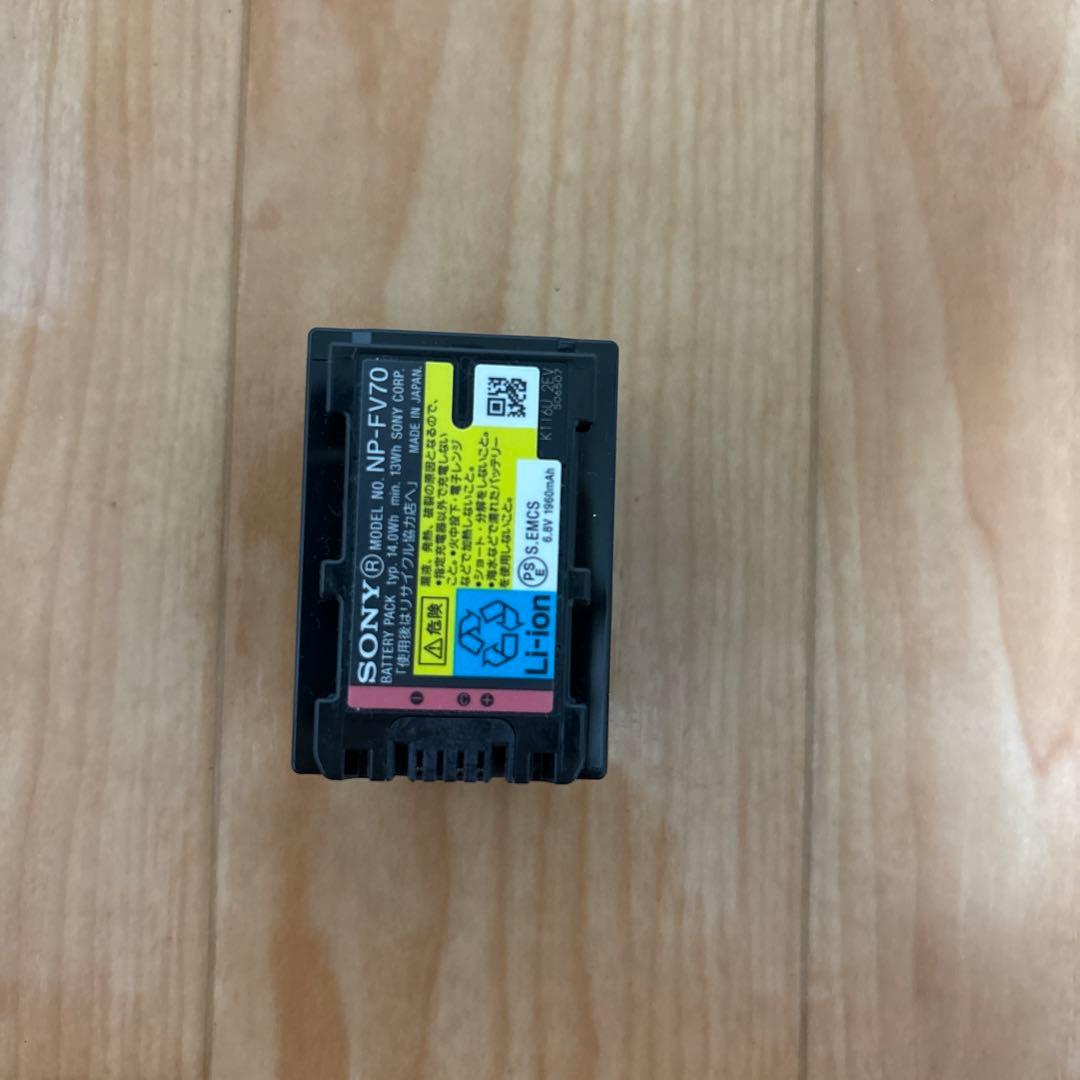 SONY® MODEL NO. NP-FV70
BATTERY PACK typ. 14.0Wh min. 13Wh SONY CORP.
「使用後はリサイクル協力店へ」 MADE IN JAPAN.
⚠危険
漏液、発熱、破裂の原因となるので、
•指定充電器以外で充電しない
こと。•火中投下・電子レンジ
などで加熱しないこと。
•ショート・分解をしないこと。
•海水などで濡れたバッテリー
を使用しないこと。
Li-ion
PSE S.EMCS
6.8V 1960mAh
K116U 2EV
SD6507
⊖ C +